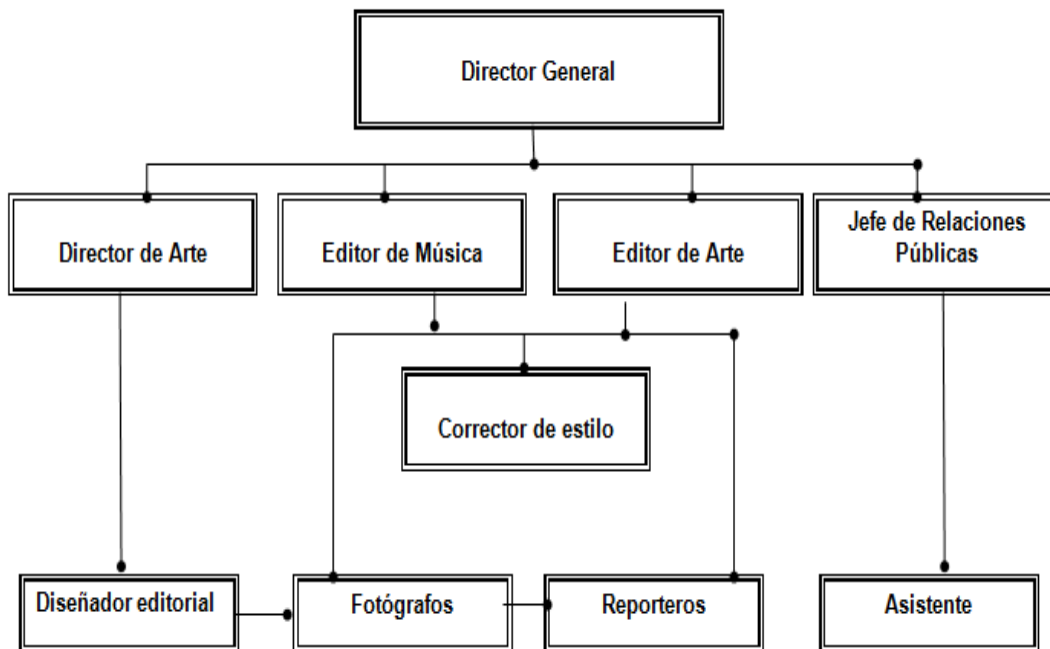 Director General
Director de Arte
Editor de Música
Editor de Arte
Jefe de Relaciones
Públicas
Corrector de estilo
Diseñador editorial
Fotógrafos
Reporteros
Asistente